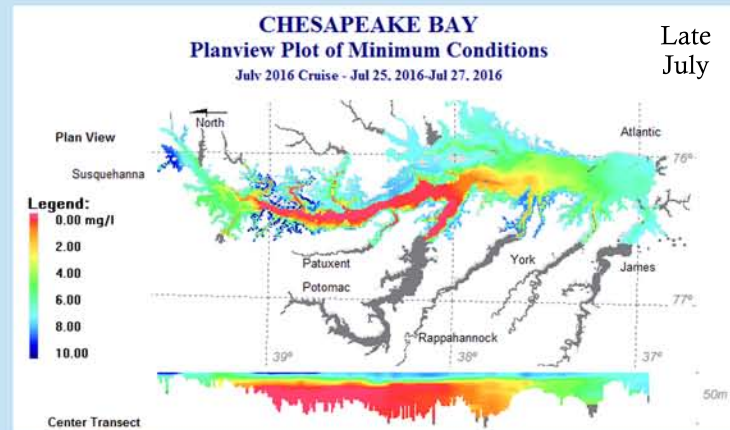 CHESAPEAKE BAY
Planview Plot of Minimum Conditions
July 2016 Cruise - Jul 25, 2016-Jul 27, 2016
Late
July
North
Plan View
Atlantic
76°
Susquehanna
Legend:
0.00 mg/l
2.00
4.00
6.00
8.00
10.00
Patuxent
York
James
Potomac
77°
Rappahannock
39°
38°
37°
50m
Center Transect